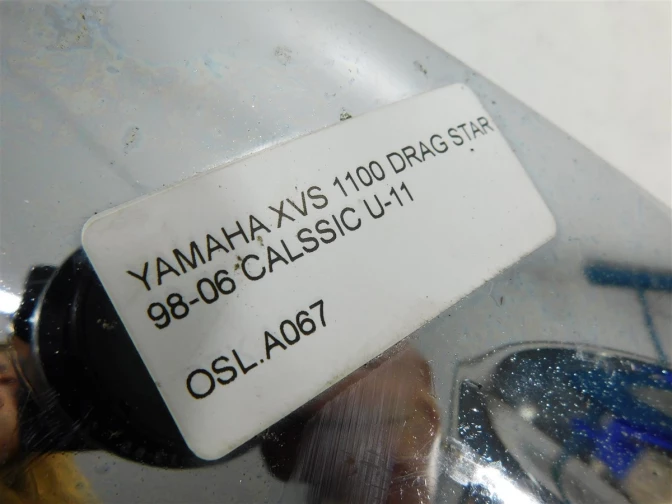 YAMAHA XVS 1100 DRAG STAR
98-06 CALSSIC U-11
OSL.A067